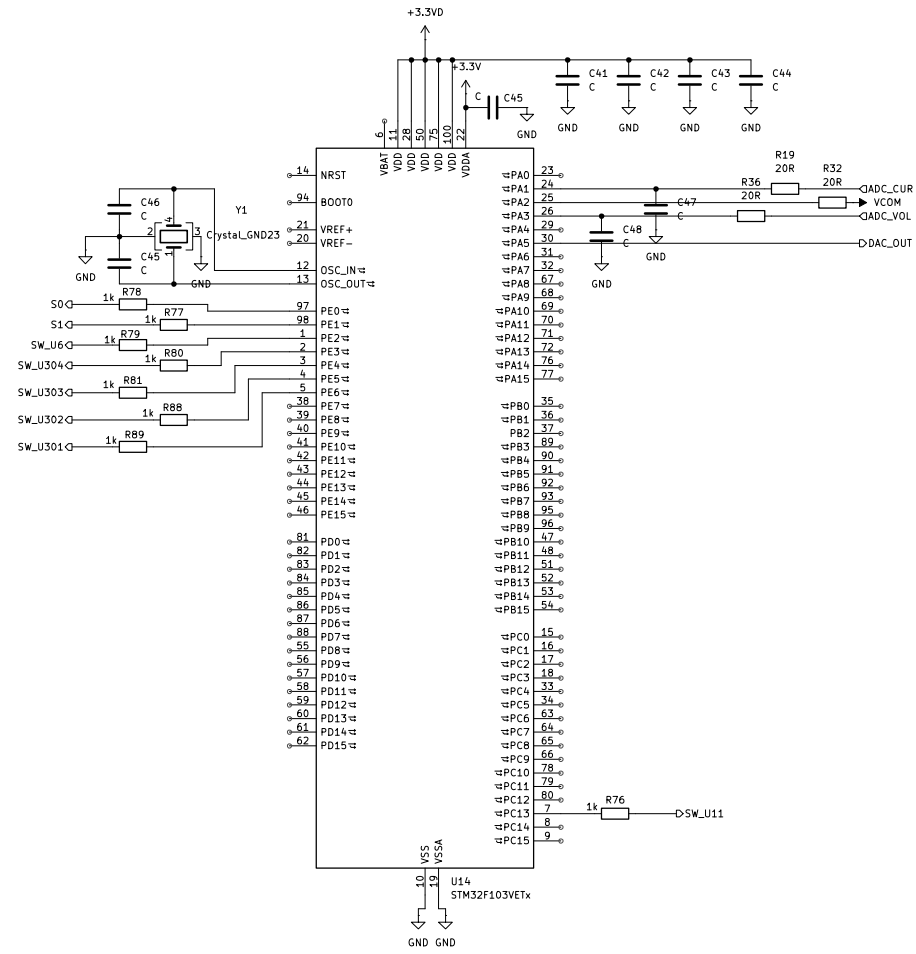 +3.3VD
+3.3V
C41
C
C42
C
C43
C
C44
C
C C45
GND
GND GND GND GND
6 11 28 50 75 100 22
VBAT VDD VDD VDD VDD VDD VDDA
14 NRST
94 BOOT0
21 VREF+
20 VREF-
12 OSC_IN
13 OSC_OUT
C46
C
C45
C
Y1
Crystal_GND23
4
2
3
1
GND
GND
S0 1k R78 97 PE0
S1 1k R77 98 PE1
SW_U6 1k R79 1 PE2
SW_U304 1k R80 2 PE3
SW_U303 1k R81 3 PE4
SW_U302 1k R88 4 PE5
SW_U301 1k R89 5 PE6
38 PE7
39 PE8
40 PE9
41 PE10
42 PE11
43 PE12
44 PE13
45 PE14
46 PE15
81 PD0
82 PD1
83 PD2
84 PD3
85 PD4
86 PD5
87 PD6
88 PD7
55 PD8
56 PD9
57 PD10
58 PD11
59 PD12
60 PD13
61 PD14
62 PD15
PA0 23
PA1 24
PA2 25
PA3 26
PA4 29
PA5 30
PA6 31
PA7 32
PA8 67
PA9 68
PA10 69
PA11 70
PA12 71
PA13 72
PA14 76
PA15 77
R19
20R
R32
20R
R36
20R
ADC_CUR
VCOM
ADC_VOL
DAC_OUT
C47
C
GND
C48
C
GND
PB0 35
PB1 36
PB2 37
PB3 89
PB4 90
PB5 91
PB6 92
PB7 93
PB8 95
PB9 96
PB10 47
PB11 48
PB12 51
PB13 52
PB14 53
PB15 54
PC0 15
PC1 16
PC2 17
PC3 18
PC4 33
PC5 34
PC6 63
PC7 64
PC8 65
PC9 66
PC10 78
PC11 79
PC12 80
PC13 7 1k R76 SW_U11
PC14 8
PC15 9
VSS VSSA
10 19
U14
STM32F103VETx
GND GND